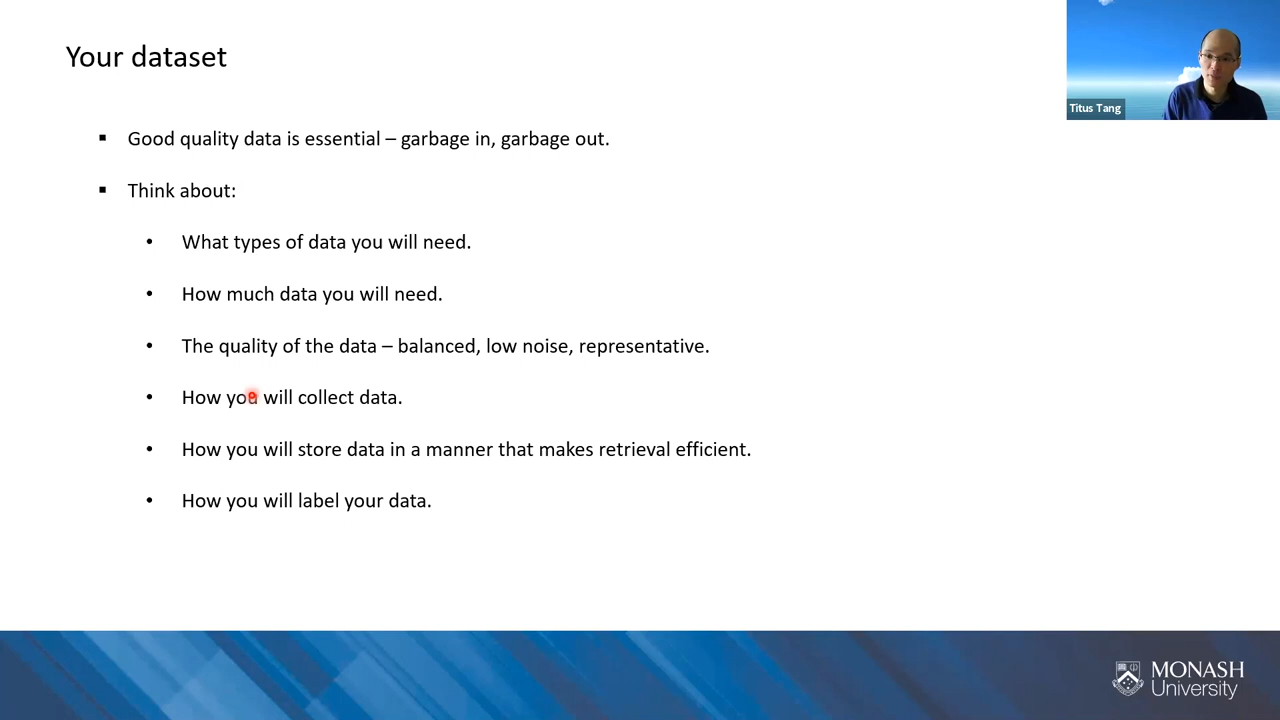 Your dataset
Titus Tang
Good quality data is essential – garbage in, garbage out.
Think about:
What types of data you will need.
How much data you will need.
The quality of the data – balanced, low noise, representative.
How you will collect data.
How you will store data in a manner that makes retrieval efficient.
How you will label your data.
MONASH
University